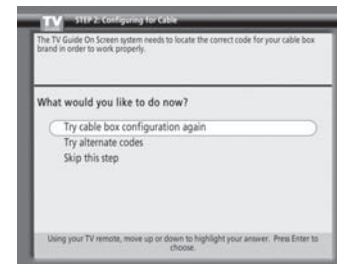 TV STEP 2: Configuring for Cable
The TV Guide On Screen system needs to locate the correct code for your cable box
brand in order to work properly.
What would you like to do now?
Try cable box configuration again
Try alternate codes
Skip this step
Using your TV remote, move up or down to highlight your answer. Press Enter to
choose.